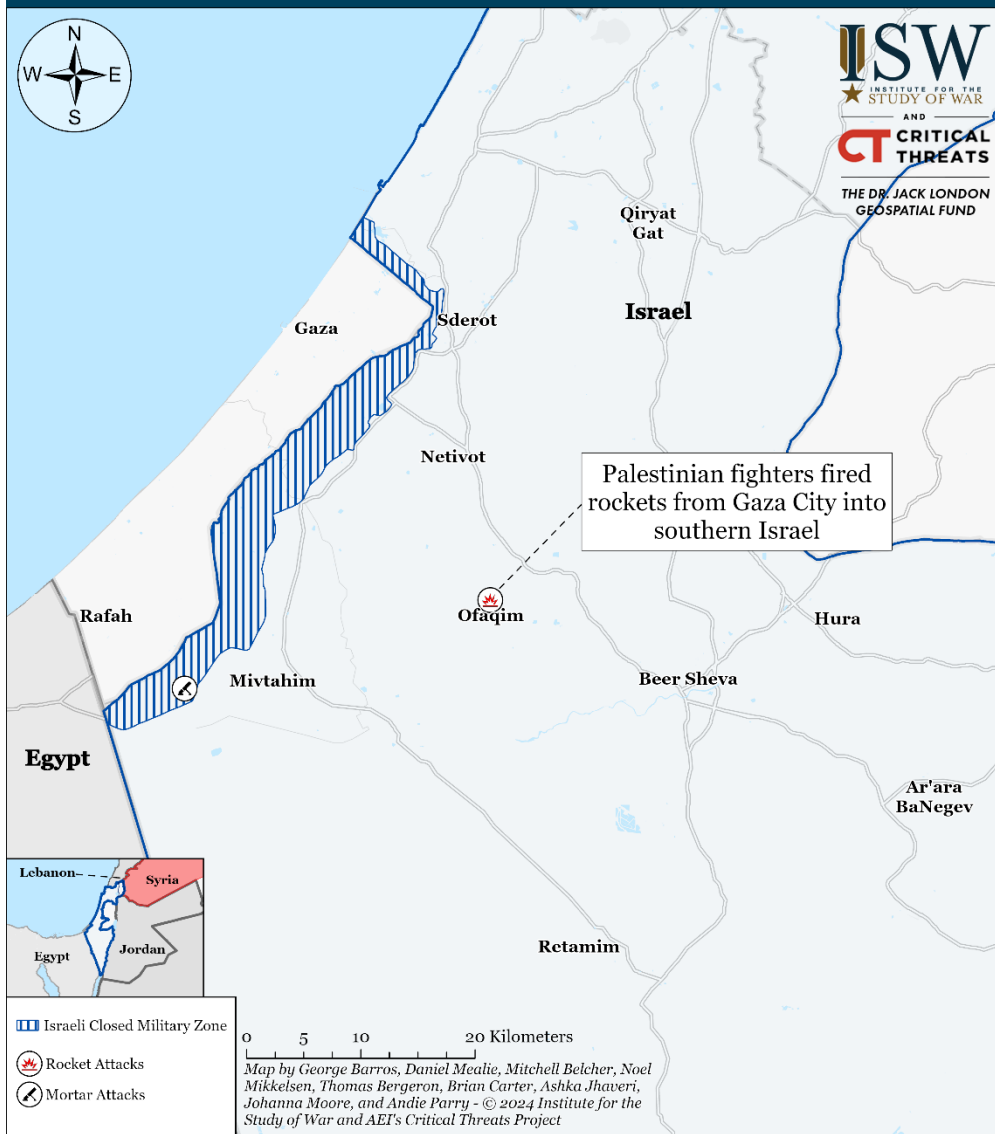 N
W
E
S
ISW
INSTITUTE FOR THE
STUDY OF WAR
AND
CT CRITICAL
THREATS
THE DR. JACK LONDON
GEOSPATIAL FUND
Qiryat
Gat
Israel
Gaza
Sderot
Netivot
Palestinian fighters fired
rockets from Gaza City into
southern Israel
Ofaqim
Rafah
Hura
Mivtahim
Beer Sheva
Egypt
Ar'ara
BaNegev
Lebanon
Syria
Jordan
Egypt
Retamim
Israeli Closed Military Zone
Rocket Attacks
Mortar Attacks
0 5 10 20 Kilometers
Map by George Barros, Daniel Mealie, Mitchell Belcher, Noel
Mikkelsen, Thomas Bergeron, Brian Carter, Ashka Jhaveri,
Johanna Moore, and Andie Parry - © 2024 Institute for the
Study of War and AEI's Critical Threats Project